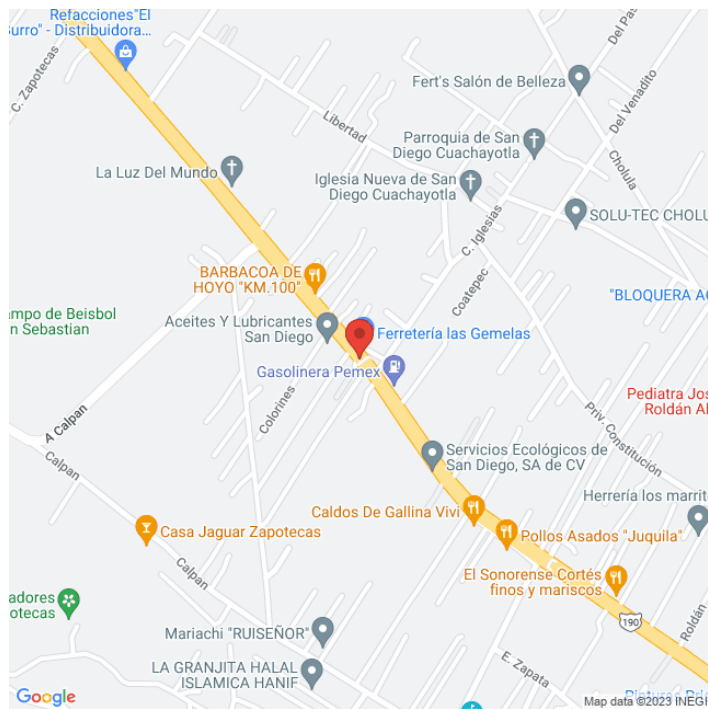 Refacciones"El
urro" - Distribuidora...
C. Zapotecas
Del Pas
Fert's Salón de Belleza
Del Venadito
Libertad
Parroquia de San
Diego Cuachayotla
Cholula
La Luz Del Mundo
Iglesia Nueva de San
Diego Cuachayotla
SOLU-TEC CHOLU
C. Iglesias
BARBACOA DE
HOYO "KM.100"
Coatepec
"BLOQUERA AC
ampo de Beisbol
n Sebastian
Aceites Y Lubricantes
San Diego
Ferretería las Gemelas
Gasolinera Pemex
Colorines
Pediatra Jos
Roldán Al
A Calpan
Priv. Constitución
Calpan
Servicios Ecológicos de
San Diego, SA de CV
Herrería los marrit
Caldos De Gallina Vivi
Casa Jaguar Zapotecas
Pollos Asados "Juquila"
El Sonorense Cortés
finos y mariscos
Calpan
adores
potecas
190
Roldán
Mariachi "RUISEÑOR"
E. Zapata
LA GRANJITA HALAL
ISLAMICA HANIF
Google
Map data ©2023 INEGI